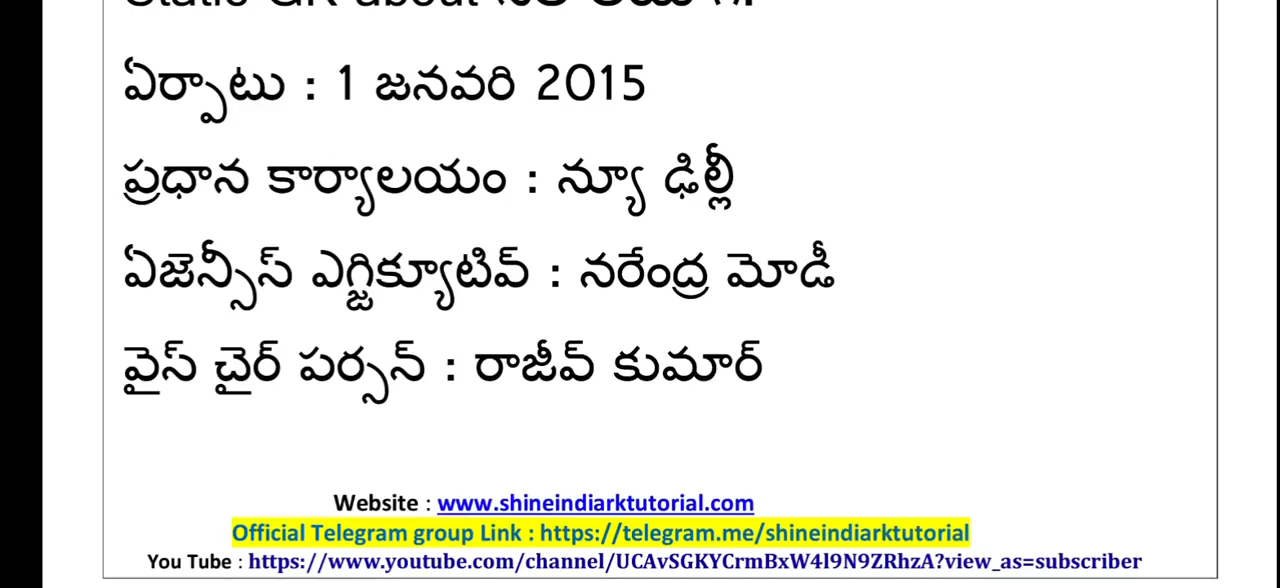 ఏర్పాటు : 1 జనవరి 2015
ప్రధాన కార్యాలయం : న్యూ ఢిల్లీ
ఏజెన్సీస్ ఎగ్జిక్యూటివ్ : నరేంద్ర మోడీ
వైస్ చైర్ పర్సన్ : రాజీవ్ కుమార్
Website : www.shineindiarktutorial.com
Official Telegram group Link : https://telegram.me/shineindiarktutorial
You Tube : https://www.youtube.com/channel/UCAvSGKYCrmBxW4l9N9ZRhzA?view_as=subscriber